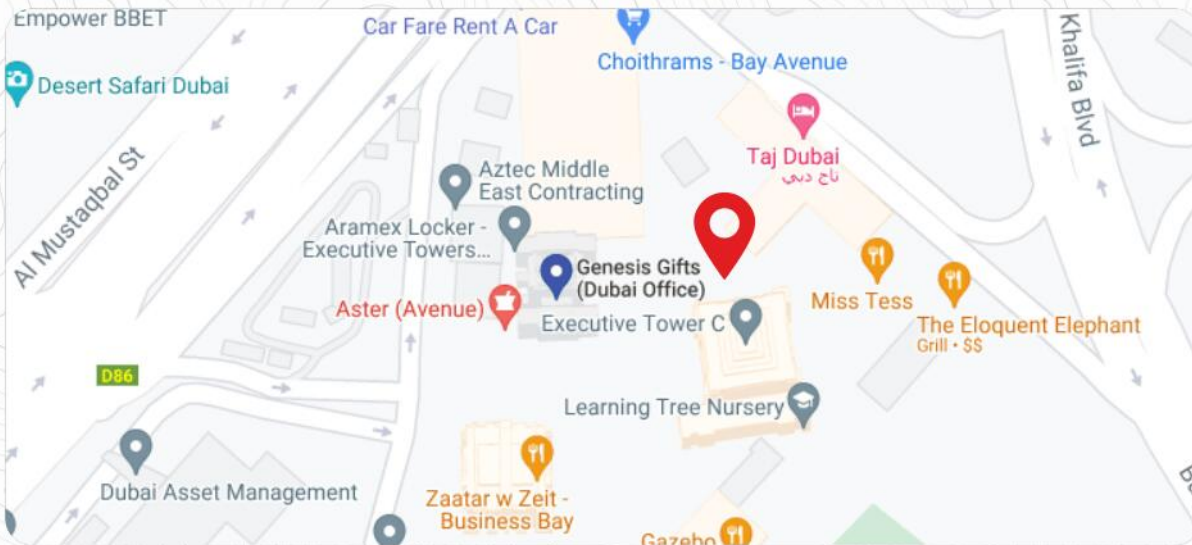 Empower BBET
Car Fare Rent A Car
Choithrams - Bay Avenue
Khalifa Blvd
Desert Safari Dubai
Al Mustaqbal St
Taj Dubai
تاج دبي
Aztec Middle
East Contracting
Aramex Locker -
Executive Towers...
Genesis Gifts
(Dubai Office)
Aster (Avenue)
Executive Tower C
Miss Tess
The Eloquent Elephant
Grill • $$
D86
Learning Tree Nursery
Dubai Asset Management
Zaatar w Zeit -
Business Bay
Gazebo